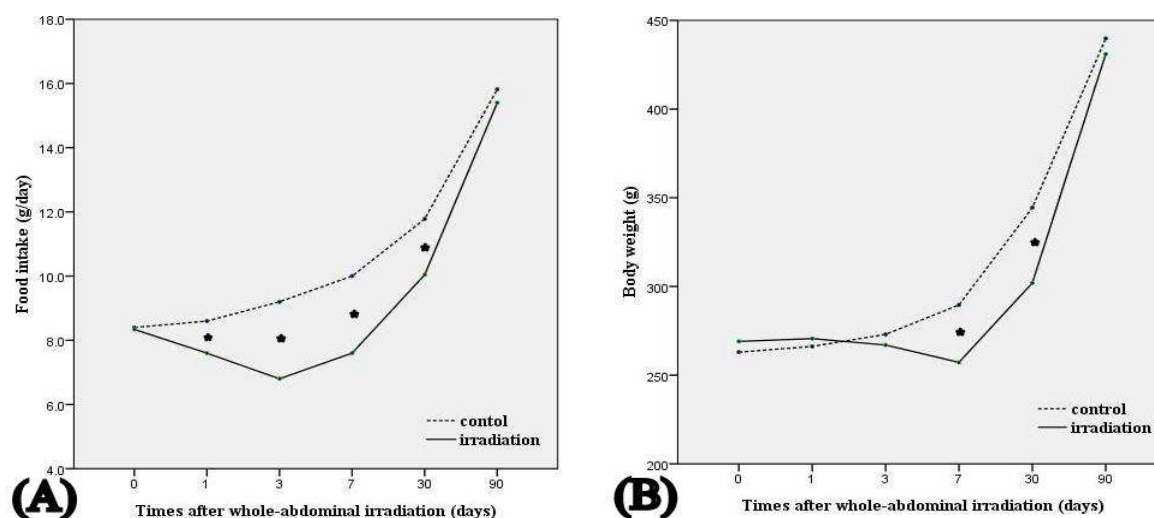 18.0
16.0
14.0
12.0
10.0
8.0
6.0
4.0
Food intake (g/day)
contol
irradiation
0 1 3 7 30 90
Times after whole-abdominal irradiation (days)
(A)
450
400
350
300
250
200
Body weight (g)
control
irradiation
0 1 3 7 30 90
Times after whole-abdominal irradiation (days)
(B)